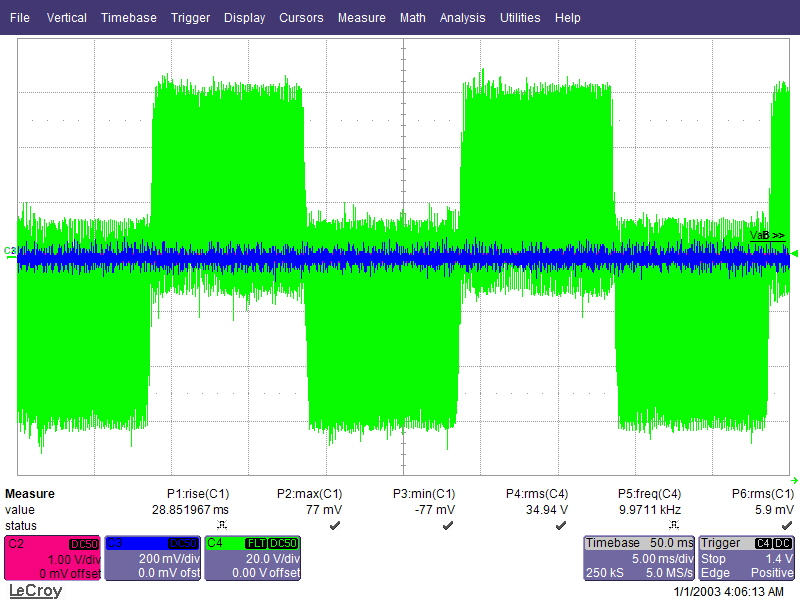 File Vertical Timebase Trigger Display Cursors Measure Math Analysis Utilities Help
VaB >>
Measure P1:rise(C1) P2:max(C1) P3:min(C1) P4:rms(C4) P5:freq(C4) P6:rms(C1)
value 28.851967 ms 77 mV -77 mV 34.94 V 9.9711 kHz 5.9 mV
status
C2 DC50 C3 DC50 C4 FLT DC50 Timebase 50.0 ms Trigger C4 DC
1.00 V/div 200 mV/div 20.0 V/div 5.00 ms/div Stop 1.4 V
0 mV offset 0.0 mV ofst 0.00 V offset 250 kS 5.0 MS/s Edge Positive
LeCroy 1/1/2003 4:06:13 AM